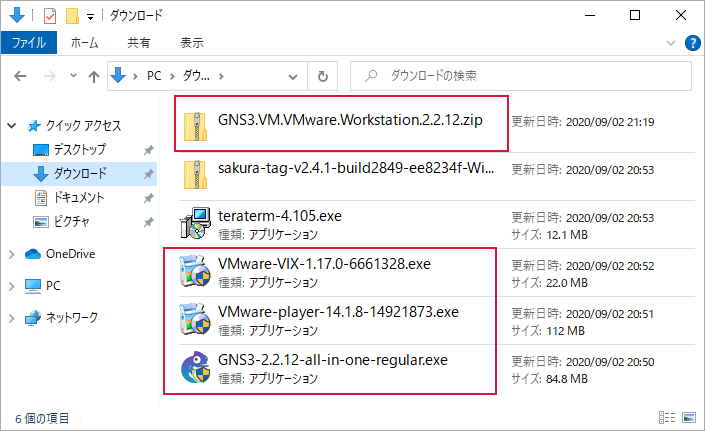 ダウンロード
ファイル ホーム 共有 表示
PC ダウ... ダウンロードの検索
クイック アクセス
デスクトップ
ダウンロード
ドキュメント
ピクチャ
OneDrive
PC
ネットワーク
GNS3.VM.VMware.Workstation.2.2.12.zip 更新日時: 2020/09/02 21:19
sakura-tag-v2.4.1-build2849-ee8234f-Wi... 更新日時: 2020/09/02 20:53
teraterm-4.105.exe 更新日時: 2020/09/02 20:53
種類: アプリケーション サイズ: 12.1 MB
VMware-VIX-1.17.0-6661328.exe 更新日時: 2020/09/02 20:52
種類: アプリケーション サイズ: 22.0 MB
VMware-player-14.1.8-14921873.exe 更新日時: 2020/09/02 20:51
種類: アプリケーション サイズ: 112 MB
GNS3-2.2.12-all-in-one-regular.exe 更新日時: 2020/09/02 20:50
種類: アプリケーション サイズ: 84.8 MB
6 個の項目